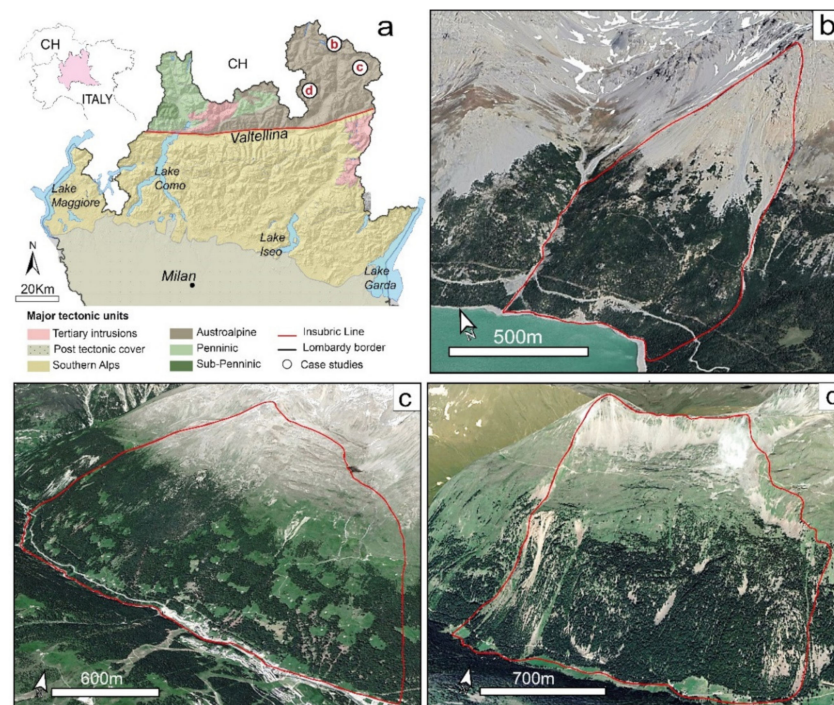 a
CH
ITALY
CH
b
c
d
Valtellina
Lake
Maggiore
Lake
Como
Lake
Iseo
Lake
Garda
Milan
N
20Km
Major tectonic units
Tertiary intrusions
Post tectonic cover
Southern Alps
Austroalpine
Penninic
Sub-Penninic
Insubric Line
Lombardy border
Case studies
b
500m
c
600m
700m